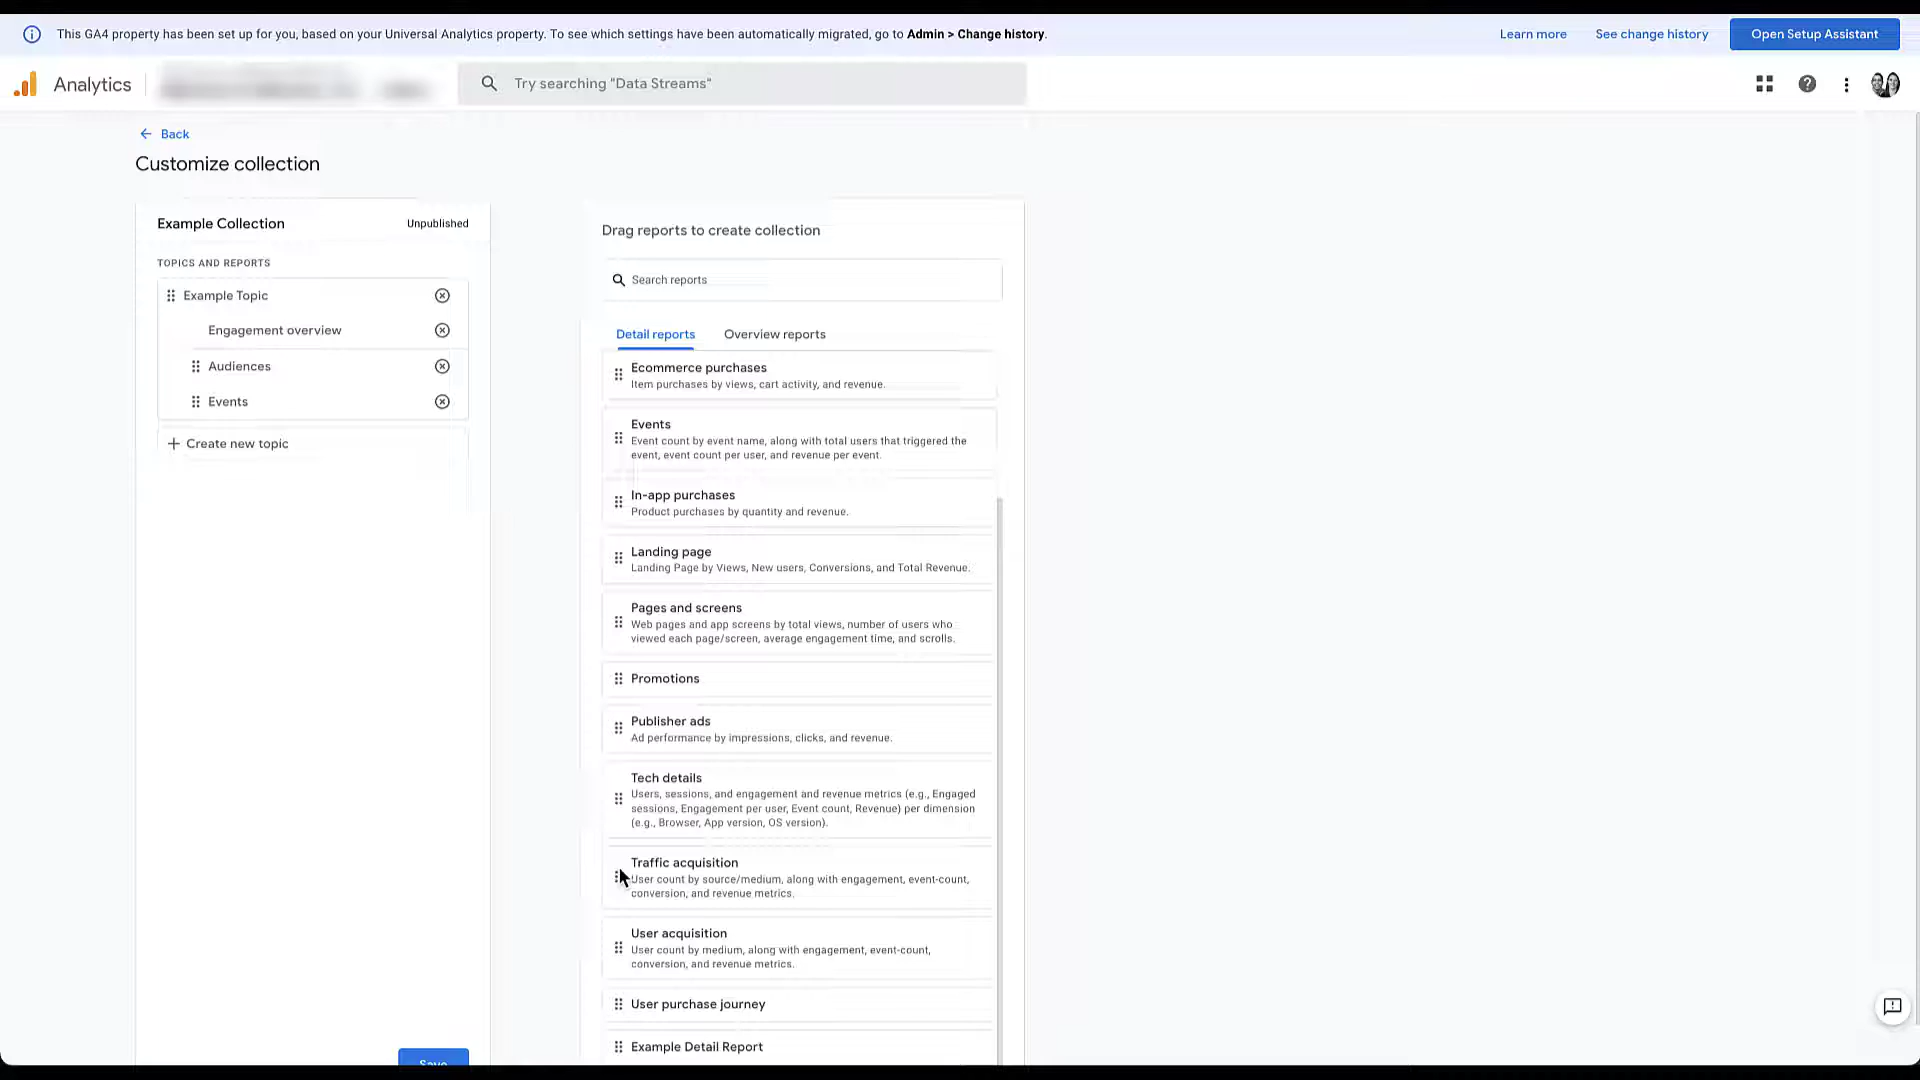 This GA4 property has been set up for you, based on your Universal Analytics property. To see which settings have been automatically migrated, go to Admin > Change history.
Learn more
See change history
Open Setup Assistant
Analytics
Try searching "Data Streams"
Back
Customize collection
Example Collection
Unpublished
TOPICS AND REPORTS
Example Topic
Engagement overview
Audiences
Events
Create new topic
Save
Drag reports to create collection
Search reports
Detail reports
Overview reports
Ecommerce purchases
Item purchases by views, cart activity, and revenue.
Events
Event count by event name, along with total users that triggered the
event, event count per user, and revenue per event.
In-app purchases
Product purchases by quantity and revenue.
Landing page
Landing Page by Views, New users, Conversions, and Total Revenue.
Pages and screens
Web pages and app screens by total views, number of users who
viewed each page/screen, average engagement time, and scrolls.
Promotions
Publisher ads
Ad performance by impressions, clicks, and revenue.
Tech details
Users, sessions, and engagement and revenue metrics (e.g., Engaged
sessions, Engagement per user, Event count, Revenue) per dimension
(e.g., Browser, App version, OS version).
Traffic acquisition
User count by source/medium, along with engagement, event-count,
conversion, and revenue metrics.
User acquisition
User count by medium, along with engagement, event-count,
conversion, and revenue metrics.
User purchase journey
Example Detail Report